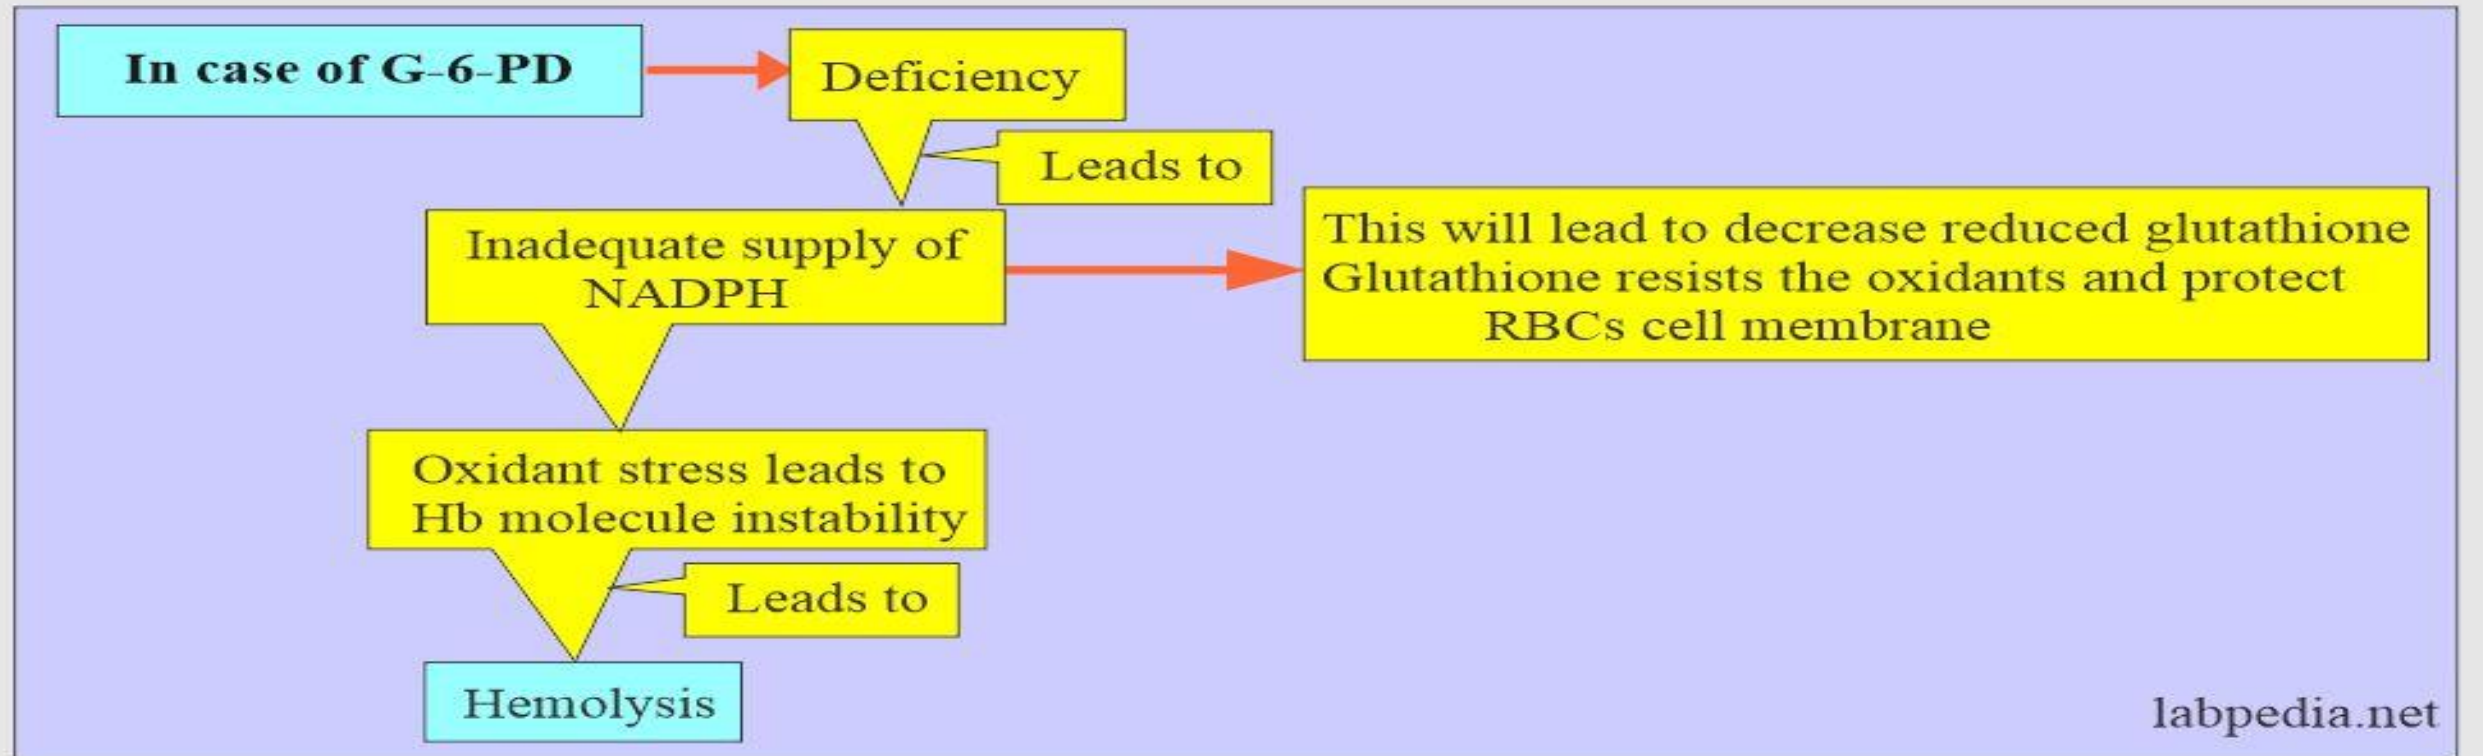 In case of G-6-PD
Deficiency
Leads to
Inadequate supply of
NADPH
This will lead to decrease reduced glutathione
Glutathione resists the oxidants and protect
RBCs cell membrane
Oxidant stress leads to
Hb molecule instability
Leads to
Hemolysis
labpedia.net